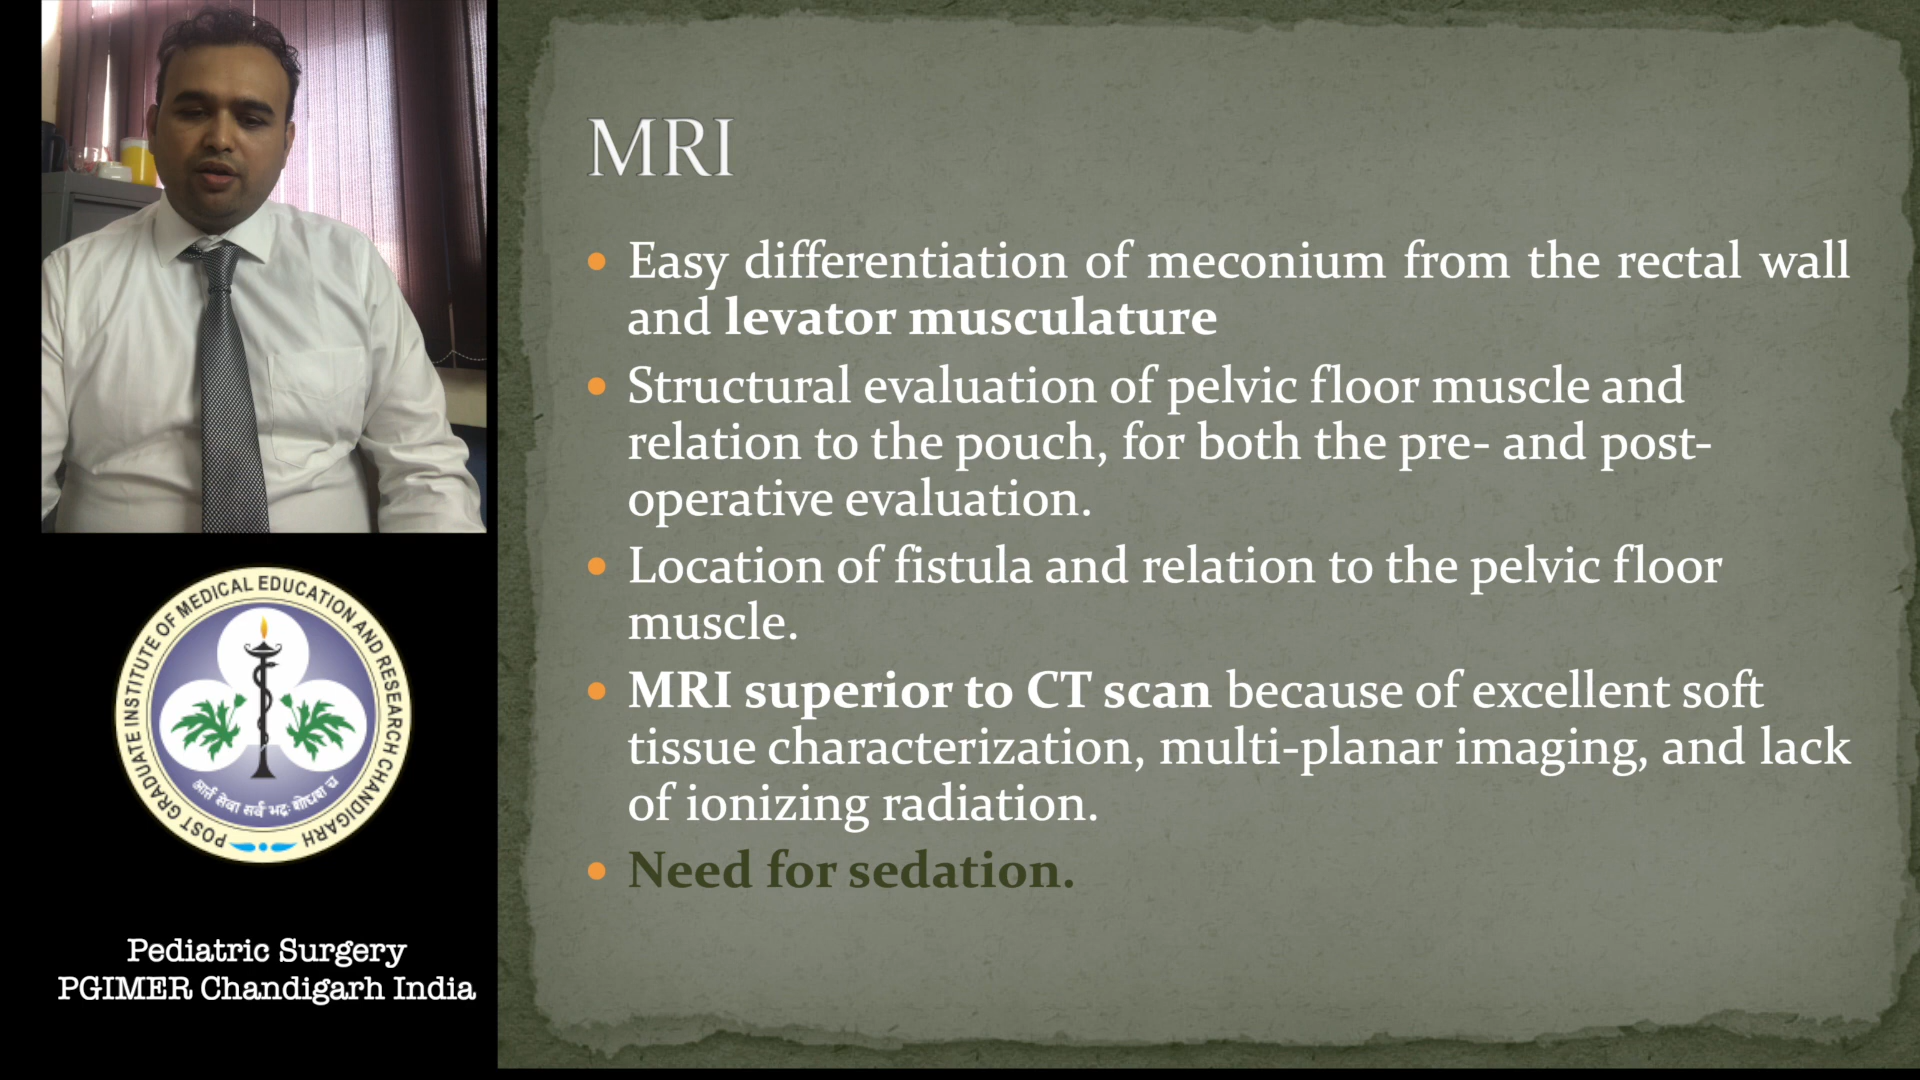 MRI
• Easy differentiation of meconium from the rectal wall
and levator musculature
• Structural evaluation of pelvic floor muscle and
relation to the pouch, for both the pre- and post-
operative evaluation.
• Location of fistula and relation to the pelvic floor
muscle.
• MRI superior to CT scan because of excellent soft
tissue characterization, multi-planar imaging, and lack
of ionizing radiation.
• Need for sedation.
POST GRADUATE INSTITUTE OF MEDICAL EDUCATION AND RESEARCH CHANDIGARH
आर्त सेवा सर्व भद्रः शोधश्च च
Pediatric Surgery
PGIMER Chandigarh India